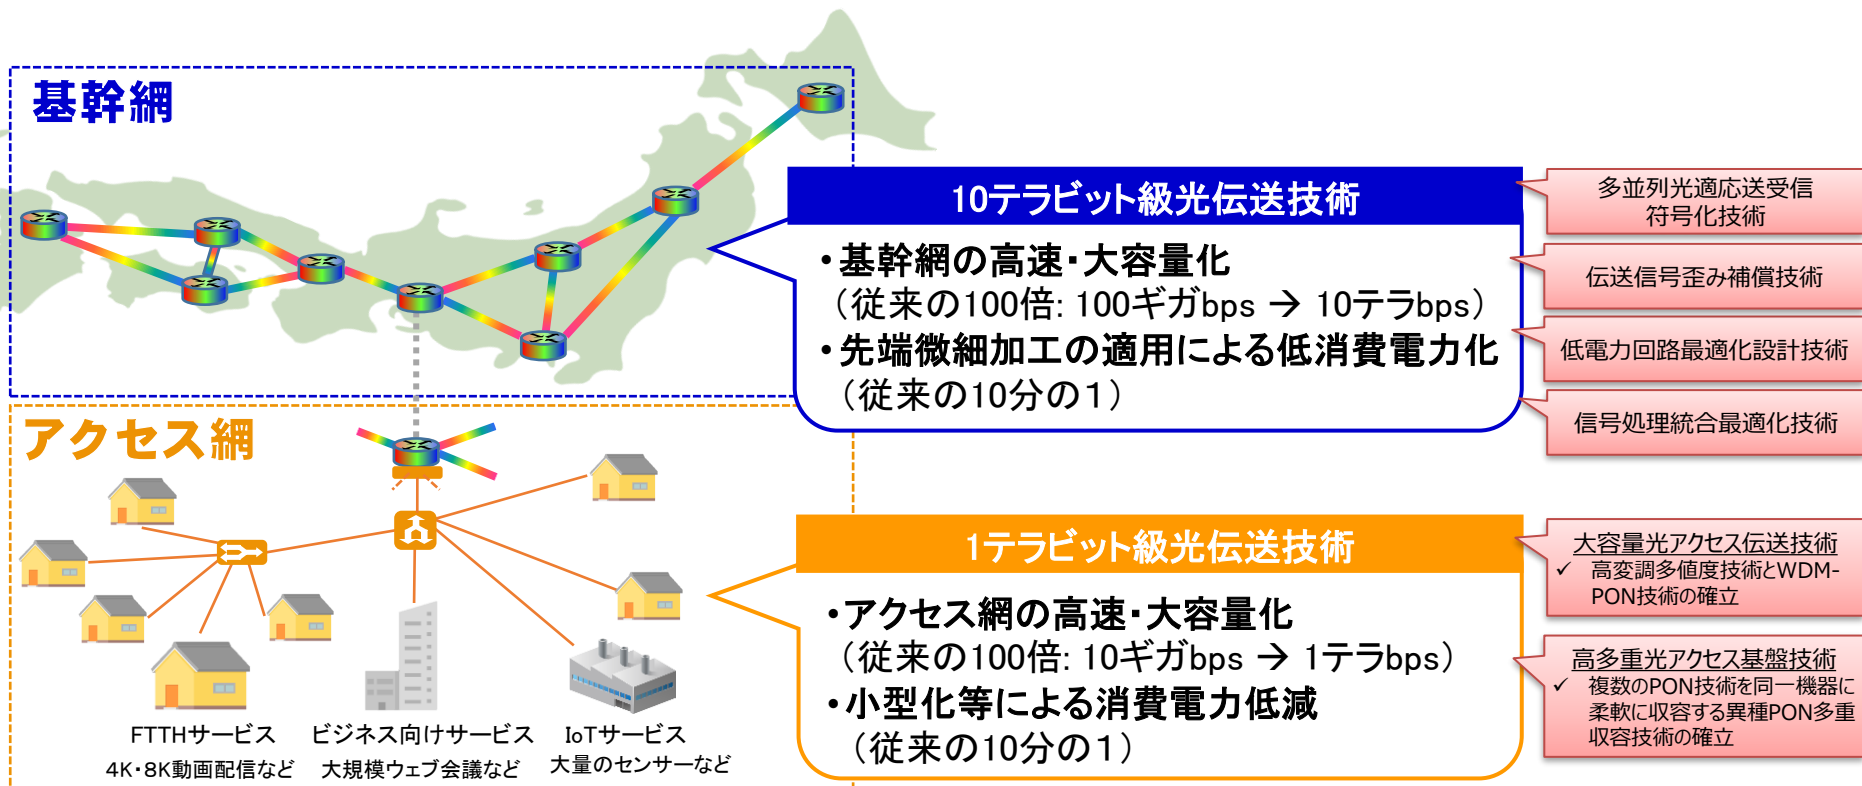 基幹網
10テラビット級光伝送技術
・基幹網の高速・大容量化
（従来の100倍: 100ギガbps → 10テラbps）
・先端微細加工の適用による低消費電力化
（従来の10分の１）
多並列光適応送受信
符号化技術
伝送信号歪み補償技術
低電力回路最適化設計技術
信号処理統合最適化技術
アクセス網
FTTHサービス
4K・8K動画配信など
ビジネス向けサービス
大規模ウェブ会議など
IoTサービス
大量のセンサーなど
1テラビット級光伝送技術
・アクセス網の高速・大容量化
（従来の100倍: 10ギガbps → 1テラbps）
・小型化等による消費電力低減
（従来の10分の１）
大容量光アクセス伝送技術
✓ 高変調多値度技術とWDM-
PON技術の確立
高多重光アクセス基盤技術
✓ 複数のPON技術を同一機器に
柔軟に収容する異種PON多重
収容技術の確立